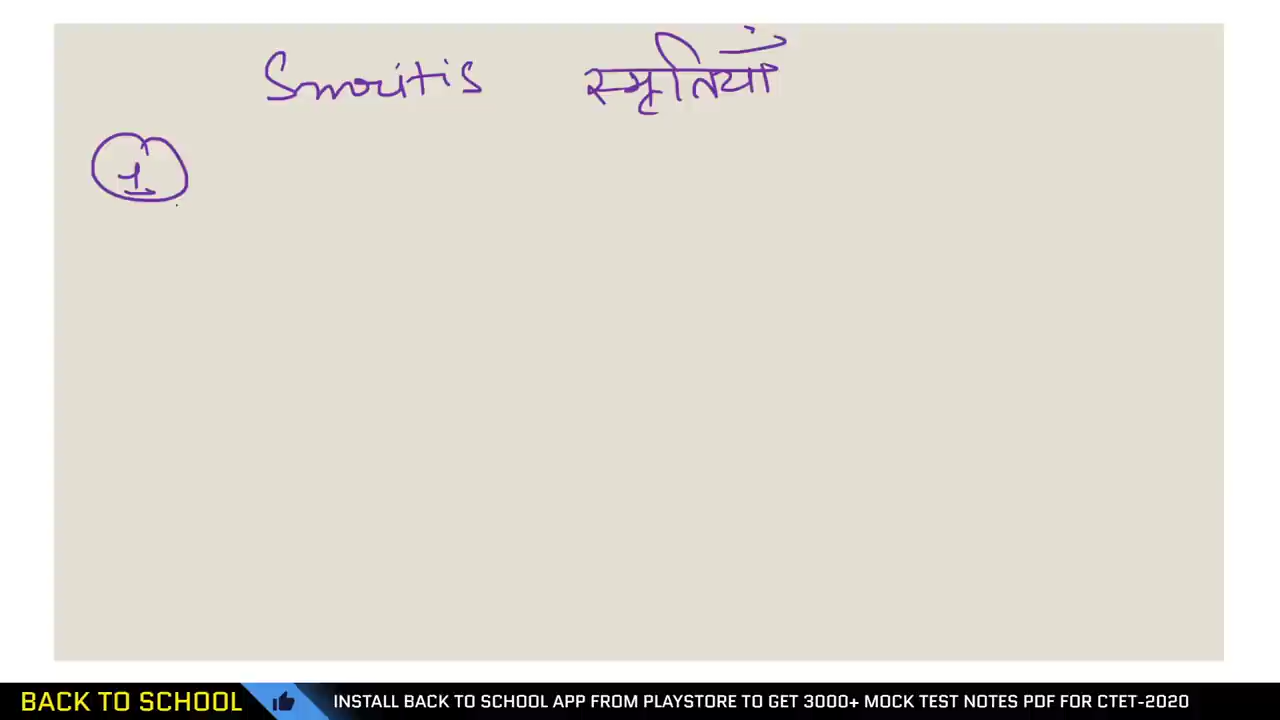 Smritis स्मृतियाँ
1
BACK TO SCHOOL INSTALL BACK TO SCHOOL APP FROM PLAYSTORE TO GET 3000+ MOCK TEST NOTES PDF FOR CTET-2020